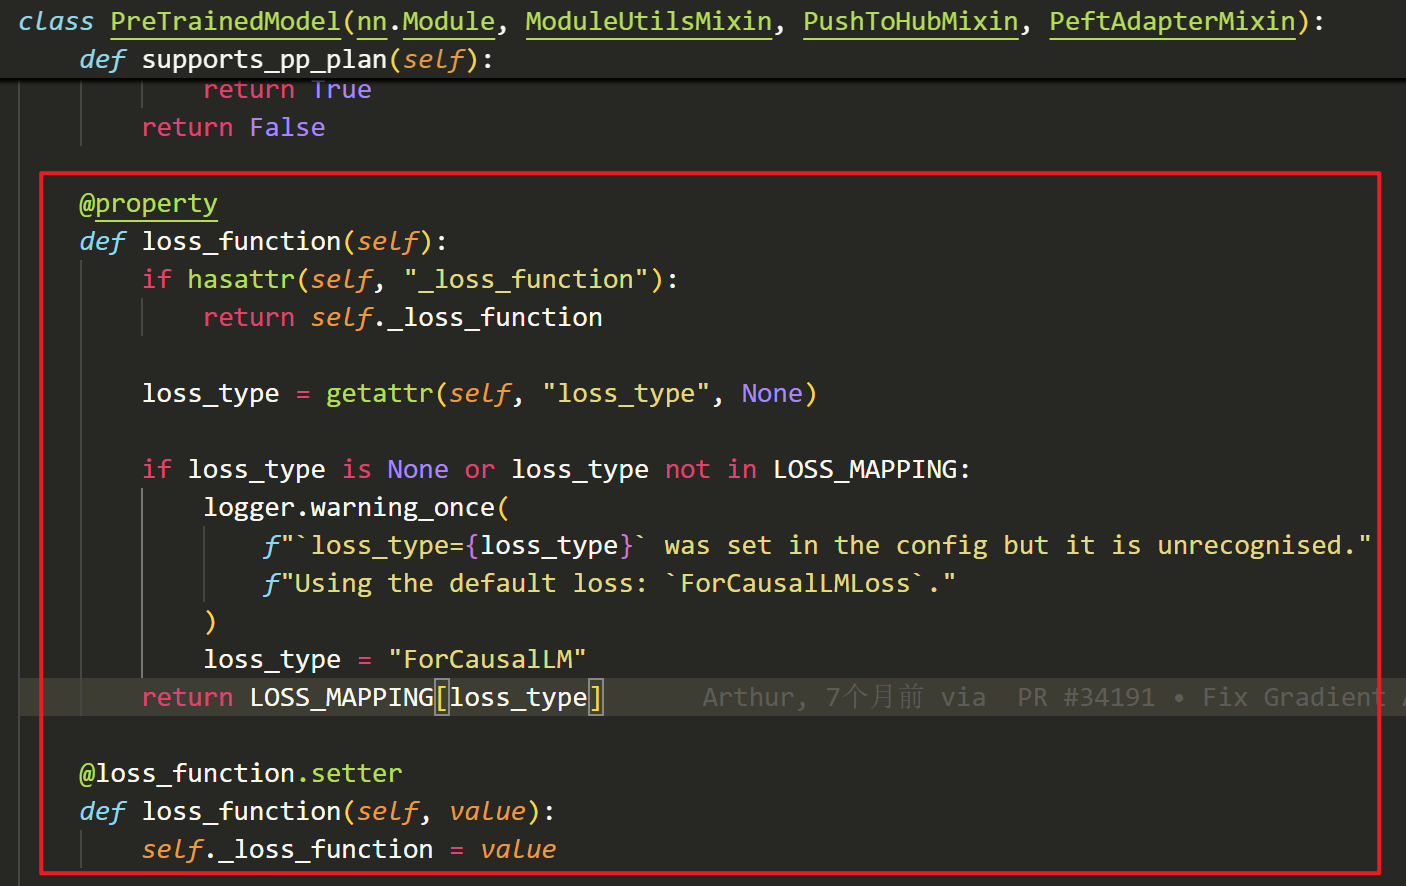 class PreTrainedModel(nn.Module, ModuleUtilsMixin, PushToHubMixin, PeftAdapterMixin):
    def supports_pp_plan(self):
            return True
        return False

    @property
    def loss_function(self):
        if hasattr(self, "_loss_function"):
            return self._loss_function

        loss_type = getattr(self, "loss_type", None)

        if loss_type is None or loss_type not in LOSS_MAPPING:
            logger.warning_once(
                f"`loss_type={loss_type}` was set in the config but it is unrecognised."
                f"Using the default loss: `ForCausalLMLoss`."
            )
            loss_type = "ForCausalLM"
        return LOSS_MAPPING[loss_type]      Arthur, 7个月前 via  PR #34191 • Fix Gradient

    @loss_function.setter
    def loss_function(self, value):
        self._loss_function = value